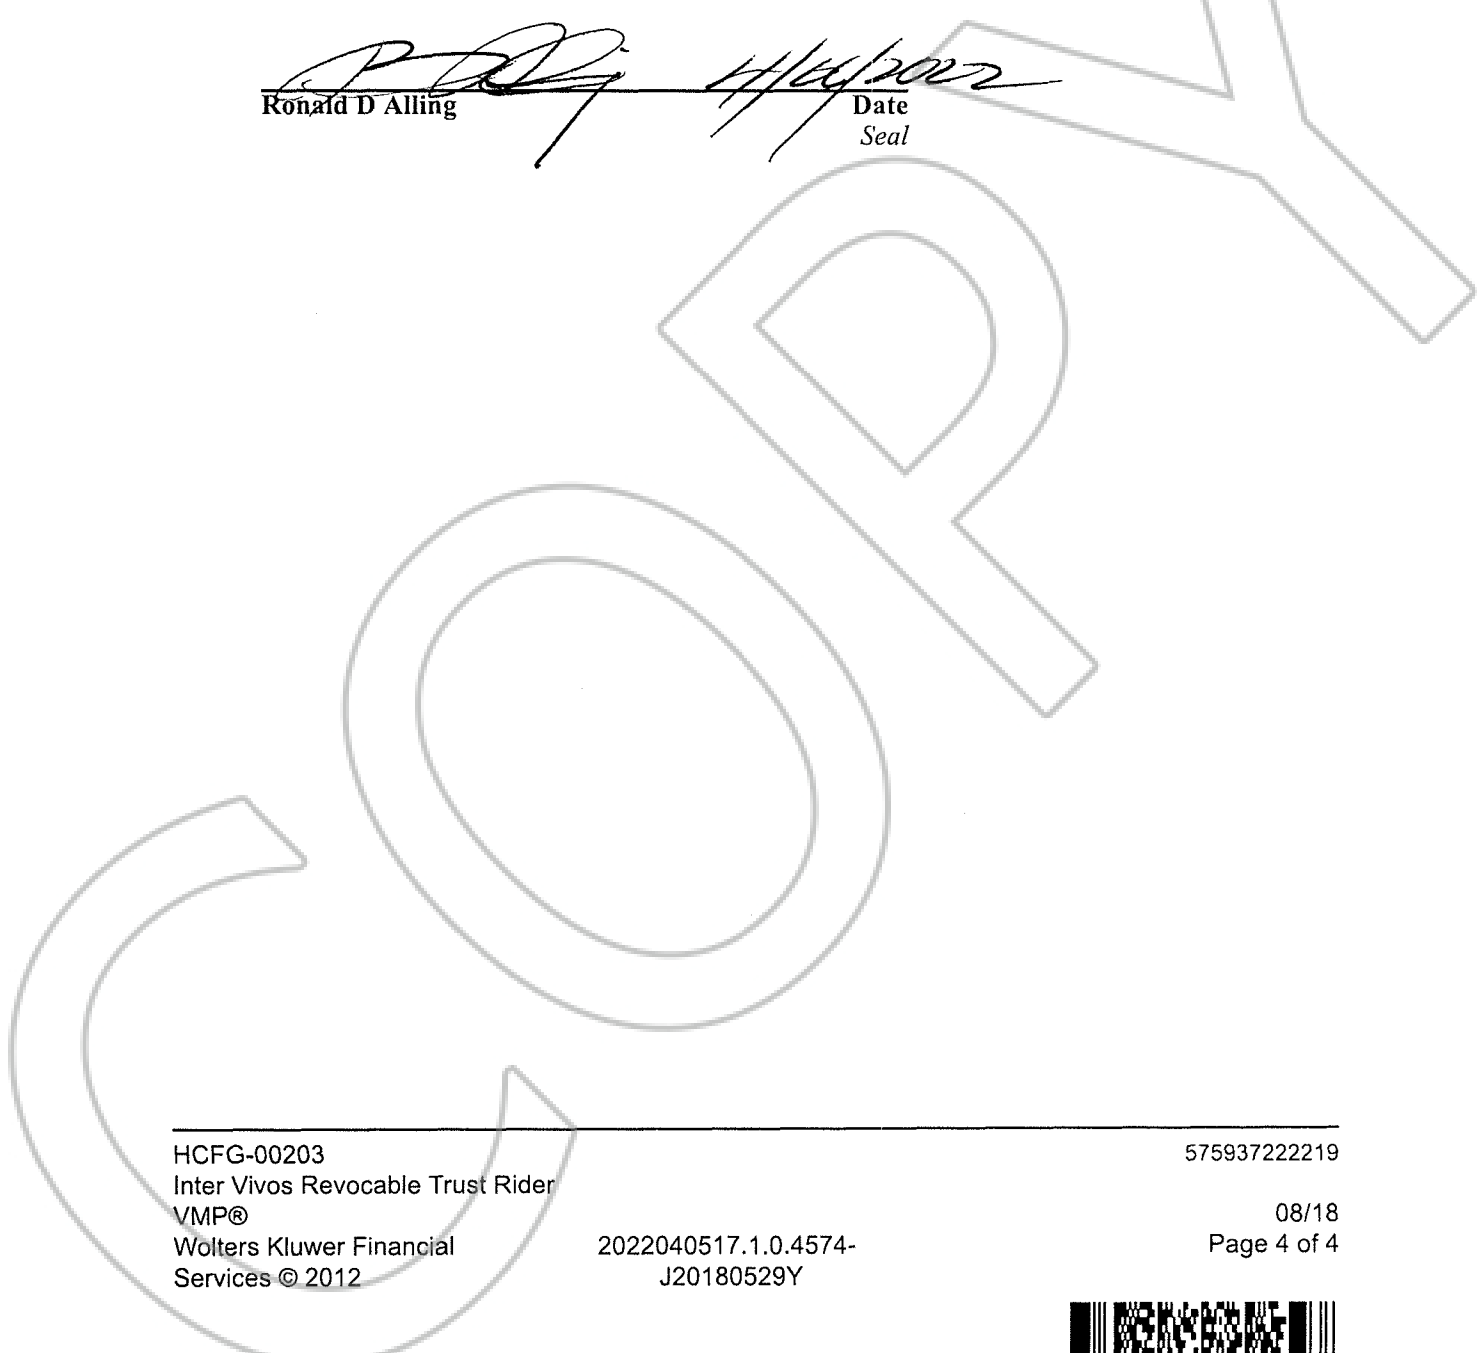 Ronald D Alling Date
Seal
COPY
HCFG-00203 575937222219
Inter Vivos Revocable Trust Rider
VMP® 08/18
Wolters Kluwer Financial 2022040517.1.0.4574- Page 4 of 4
Services © 2012 J20180529Y